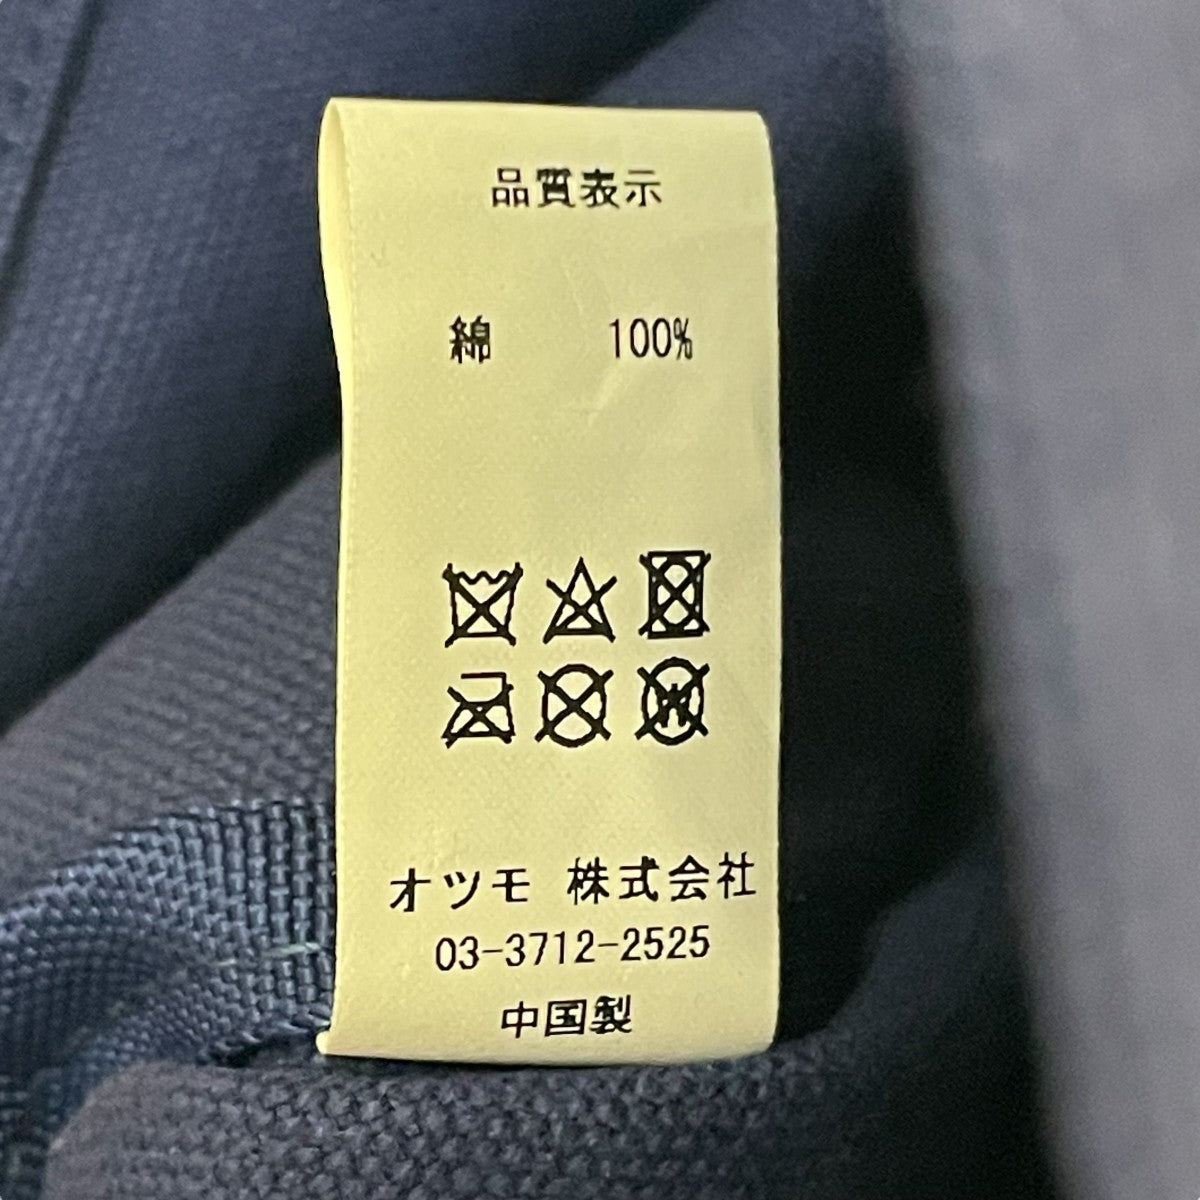 品質表示
綿 100%
オツモ 株式会社
03-3712-2525
中国製